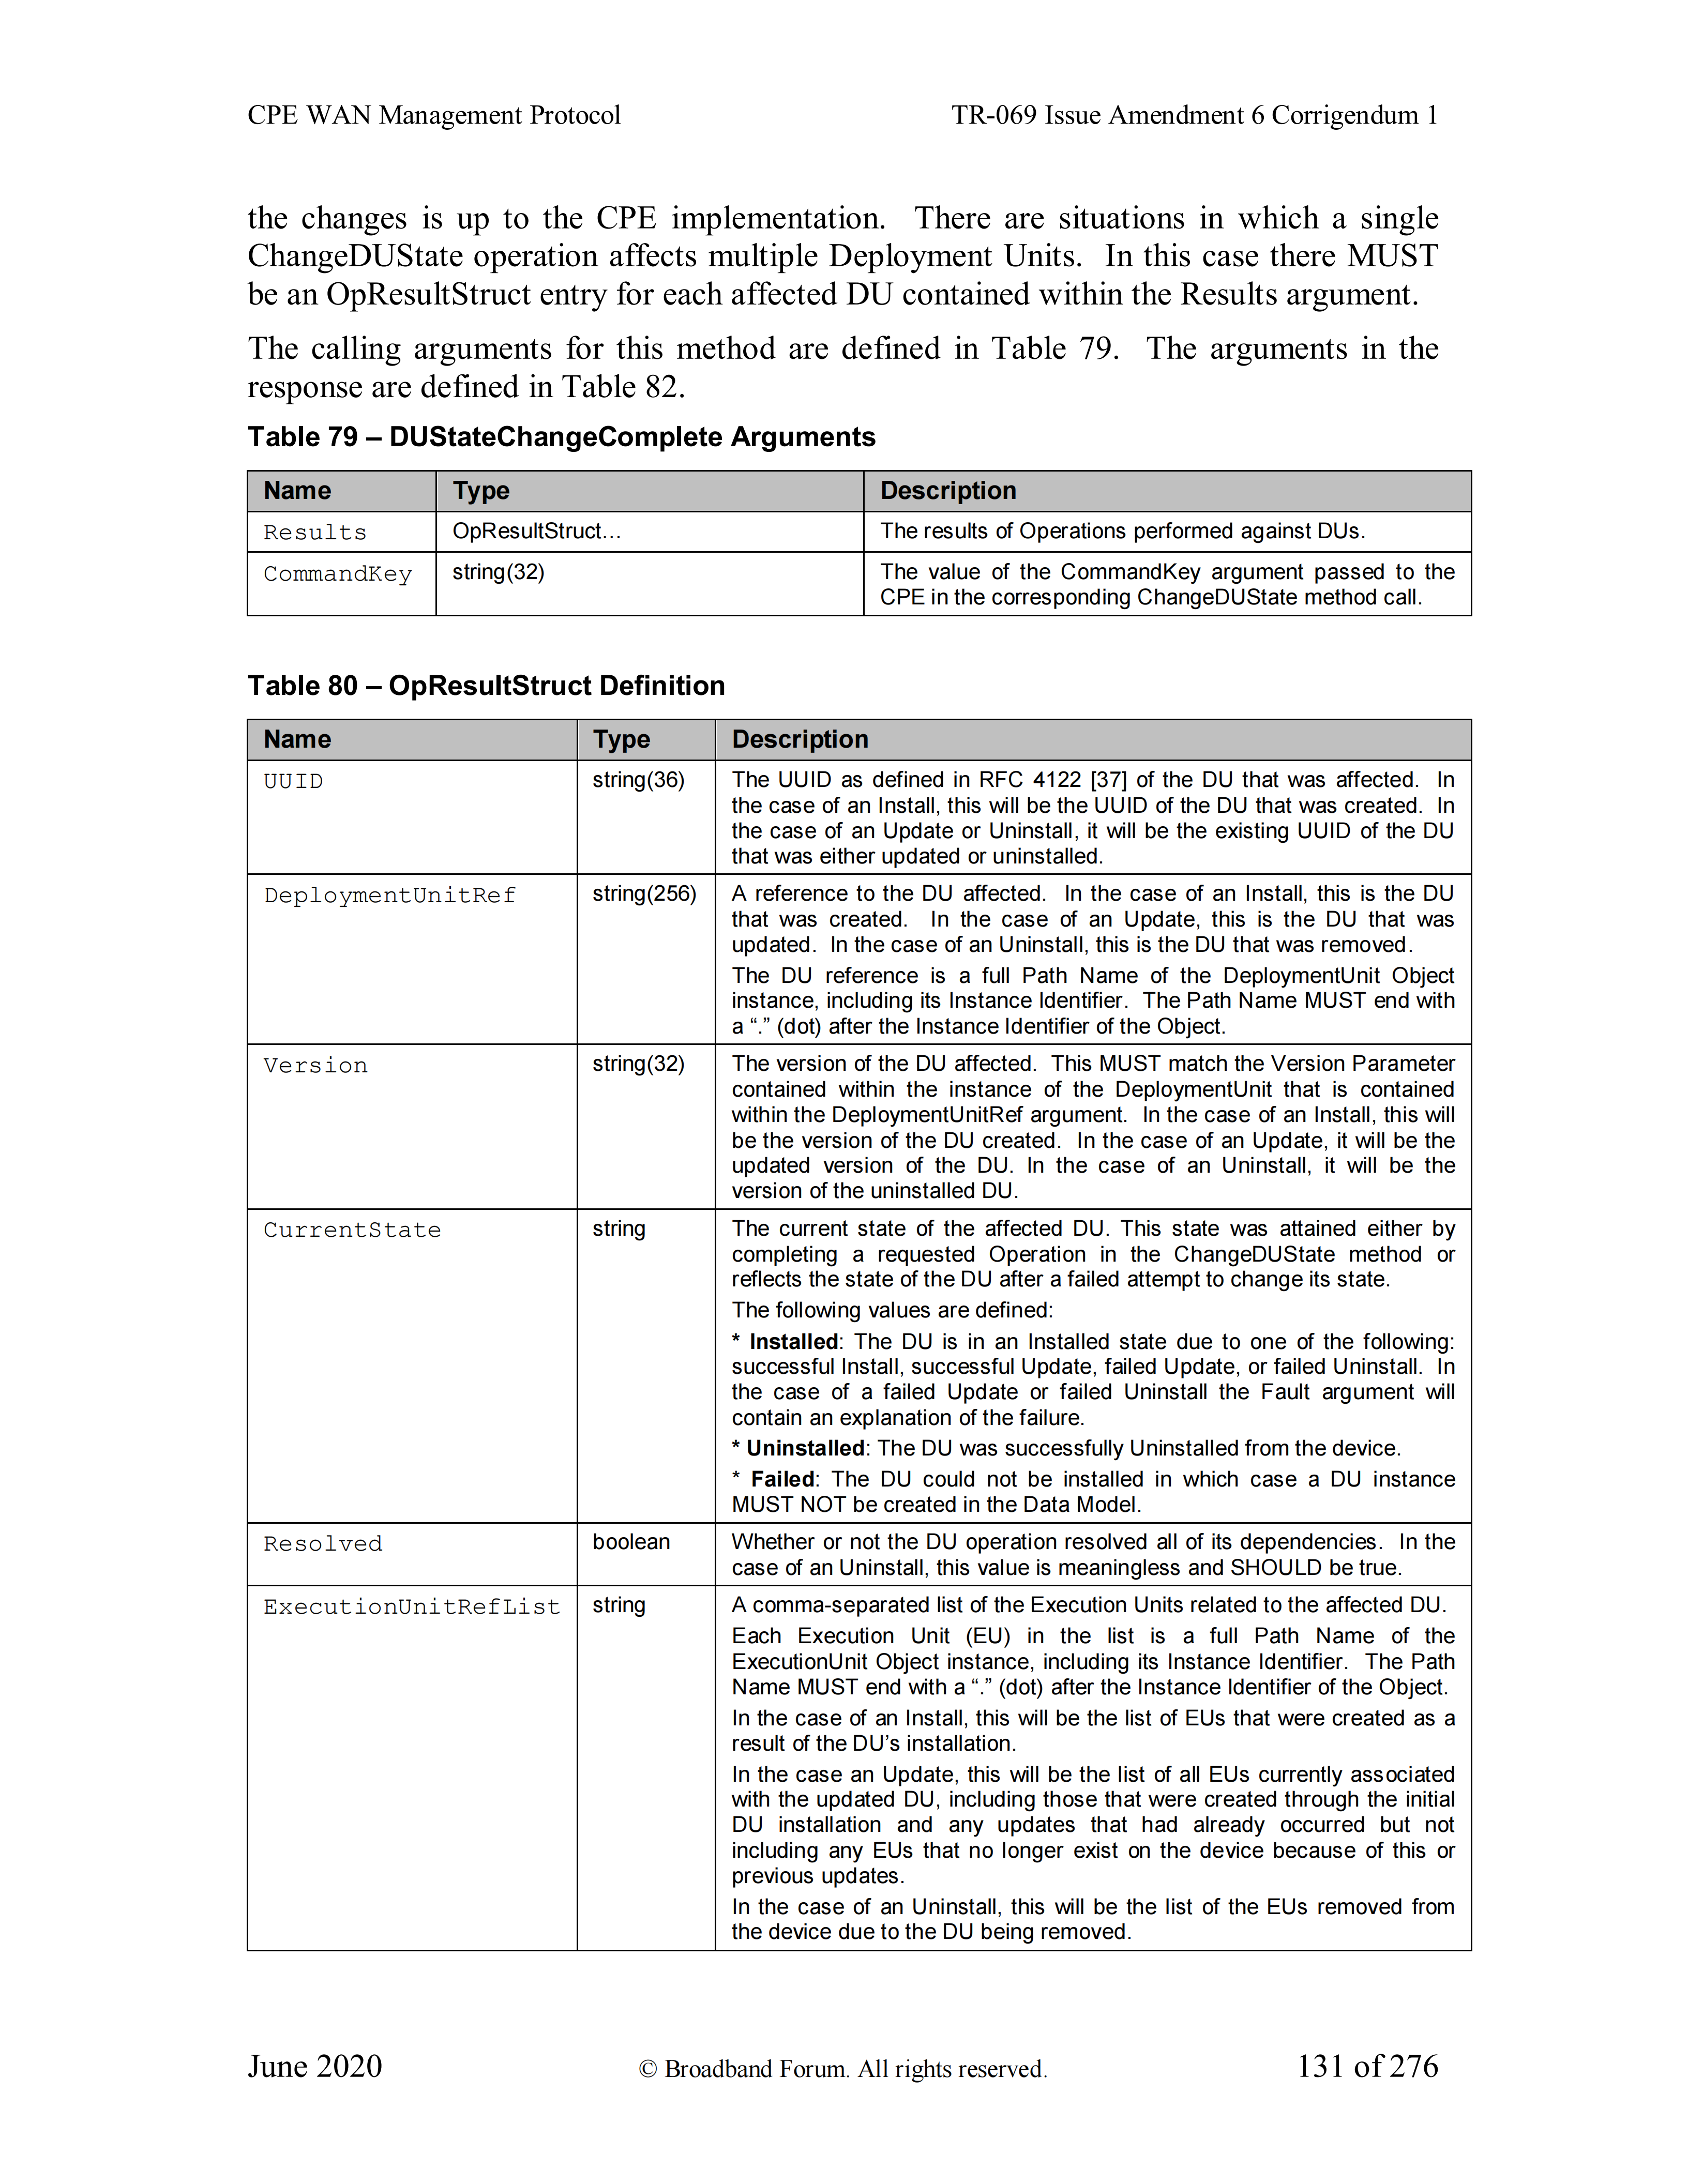 CPE WAN Management Protocol
TR-069 Issue Amendment 6 Corrigendum 1
the changes is up to the CPE implementation. There are situations in which a single
ChangeDUState operation affects multiple Deployment Units. In this case there MUST
be an OpResultStruct entry for each affected DU contained within the Results argument.
The calling arguments for this method are defined in Table 79. The arguments in the
response are defined in Table 82.
Table 79 – DUStateChangeComplete Arguments
Name Type Description
Results OpResultStruct… The results of Operations performed against DUs.
CommandKey string(32) The value of the CommandKey argument passed to the
CPE in the corresponding ChangeDUState method call.
Table 80 – OpResultStruct Definition
Name Type Description
UUID string(36) The UUID as defined in RFC 4122 [37] of the DU that was affected. In
the case of an Install, this will be the UUID of the DU that was created. In
the case of an Update or Uninstall, it will be the existing UUID of the DU
that was either updated or uninstalled.
DeploymentUnitRef string(256) A reference to the DU affected. In the case of an Install, this is the DU
that was created. In the case of an Update, this is the DU that was
updated. In the case of an Uninstall, this is the DU that was removed.
The DU reference is a full Path Name of the DeploymentUnit Object
instance, including its Instance Identifier. The Path Name MUST end with
a “.” (dot) after the Instance Identifier of the Object.
Version string(32) The version of the DU affected. This MUST match the Version Parameter
contained within the instance of the DeploymentUnit that is contained
within the DeploymentUnitRef argument. In the case of an Install, this will
be the version of the DU created. In the case of an Update, it will be the
updated version of the DU. In the case of an Uninstall, it will be the
version of the uninstalled DU.
CurrentState string The current state of the affected DU. This state was attained either by
completing a requested Operation in the ChangeDUState method or
reflects the state of the DU after a failed attempt to change its state.
The following values are defined:
* Installed: The DU is in an Installed state due to one of the following:
successful Install, successful Update, failed Update, or failed Uninstall. In
the case of a failed Update or failed Uninstall the Fault argument will
contain an explanation of the failure.
* Uninstalled: The DU was successfully Uninstalled from the device.
* Failed: The DU could not be installed in which case a DU instance
MUST NOT be created in the Data Model.
Resolved boolean Whether or not the DU operation resolved all of its dependencies. In the
case of an Uninstall, this value is meaningless and SHOULD be true.
ExecutionUnitRefList string A comma-separated list of the Execution Units related to the affected DU.
Each Execution Unit (EU) in the list is a full Path Name of the
ExecutionUnit Object instance, including its Instance Identifier. The Path
Name MUST end with a “.” (dot) after the Instance Identifier of the Object.
In the case of an Install, this will be the list of EUs that were created as a
result of the DU’s installation.
In the case an Update, this will be the list of all EUs currently associated
with the updated DU, including those that were created through the initial
DU installation and any updates that had already occurred but not
including any EUs that no longer exist on the device because of this or
previous updates.
In the case of an Uninstall, this will be the list of the EUs removed from
the device due to the DU being removed.
June 2020
© Broadband Forum. All rights reserved.
131 of 276